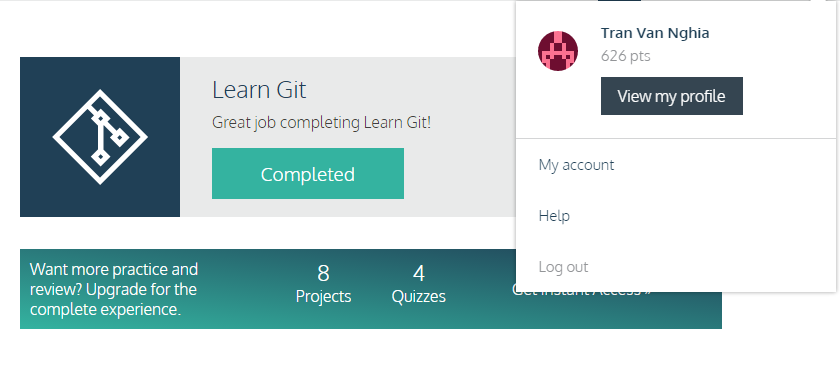 Tran Van Nghia
626 pts
View my profile
My account
Help
Log out
Learn Git
Great job completing Learn Git!
Completed
Want more practice and
review? Upgrade for the
complete experience.
8
Projects
4
Quizzes
Get Instant Access »